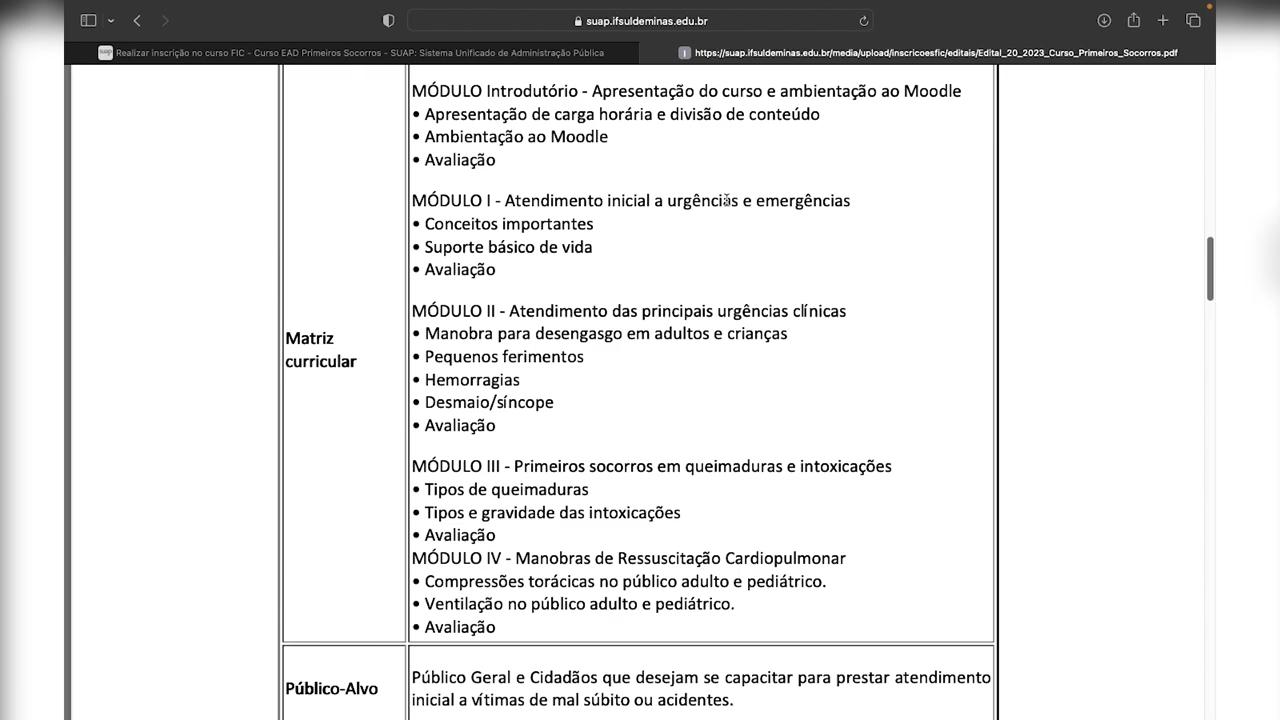 suap.ifsuldeminas.edu.br
suap Realizar inscrição no curso FIC - Curso EAD Primeiros Socorros - SUAP: Sistema Unificado de Administração Pública
I https://suap.ifsuldeminas.edu.br/media/upload/inscricoesfic/editais/Edital_20_2023_Curso_Primeiros_Socorros.pdf
MÓDULO Introdutório - Apresentação do curso e ambientação ao Moodle
• Apresentação de carga horária e divisão de conteúdo
• Ambientação ao Moodle
• Avaliação
MÓDULO I - Atendimento inicial a urgências e emergências
• Conceitos importantes
• Suporte básico de vida
• Avaliação
MÓDULO II - Atendimento das principais urgências clínicas
• Manobra para desengasgo em adultos e crianças
• Pequenos ferimentos
• Hemorragias
• Desmaio/síncope
• Avaliação
Matriz
curricular
MÓDULO III - Primeiros socorros em queimaduras e intoxicações
• Tipos de queimaduras
• Tipos e gravidade das intoxicações
• Avaliação
MÓDULO IV - Manobras de Ressuscitação Cardiopulmonar
• Compressões torácicas no público adulto e pediátrico.
• Ventilação no público adulto e pediátrico.
• Avaliação
Público-Alvo
Público Geral e Cidadãos que desejam se capacitar para prestar atendimento
inicial a vítimas de mal súbito ou acidentes.